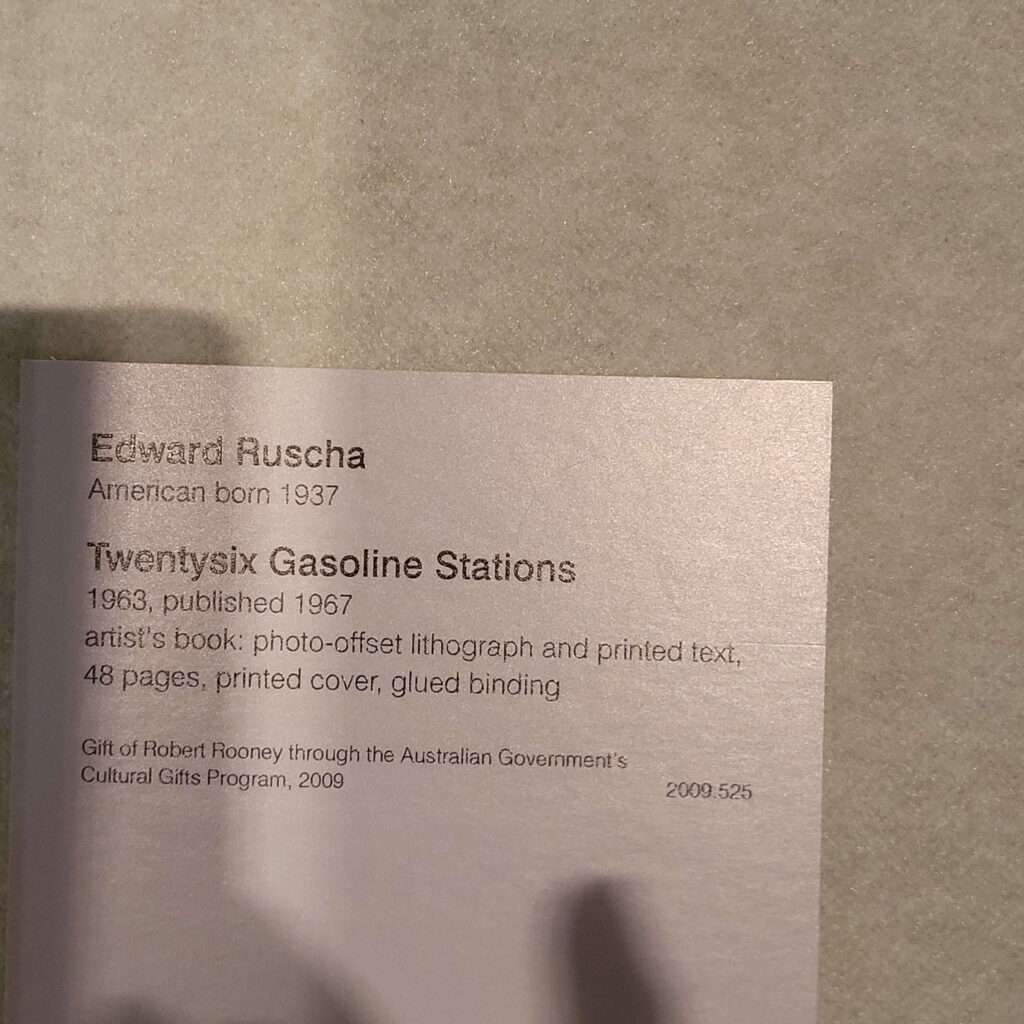 Edward Ruscha
American born 1937
Twentysix Gasoline Stations
1963, published 1967
artist's book: photo-offset lithograph and printed text,
48 pages, printed cover, glued binding
Gift of Robert Rooney through the Australian Government's
Cultural Gifts Program, 2009
2009.525